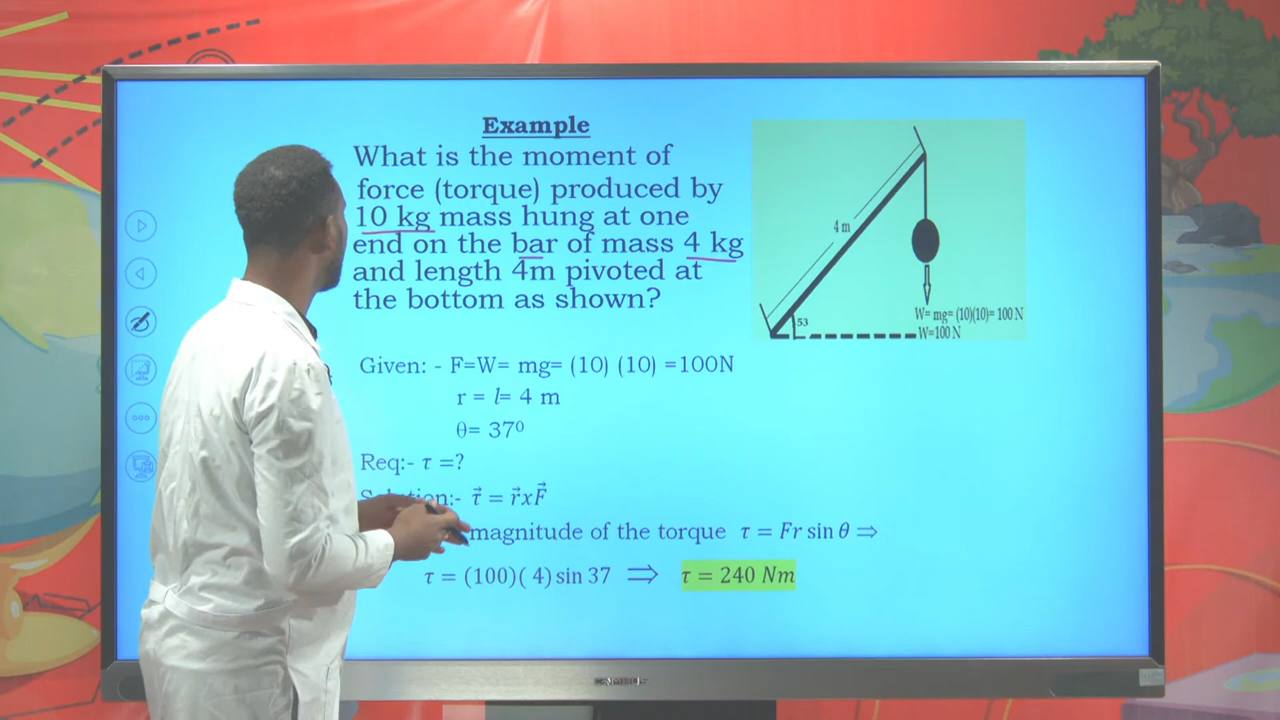 Example
What is the moment of
force (torque) produced by
10 kg mass hung at one
end on the bar of mass 4 kg
and length 4m pivoted at
the bottom as shown?
4 m
53
W= mg= (10)(10)= 100 N
W=100 N
Given: - F=W= mg= (10) (10) =100N
r = l= 4 m
θ= 37⁰
Req:- τ =?
:- τ⃗ = r⃗xF⃗
magnitude of the torque τ = Fr sin θ ⇒
τ = (100)( 4) sin 37 ⟹ τ = 240 Nm